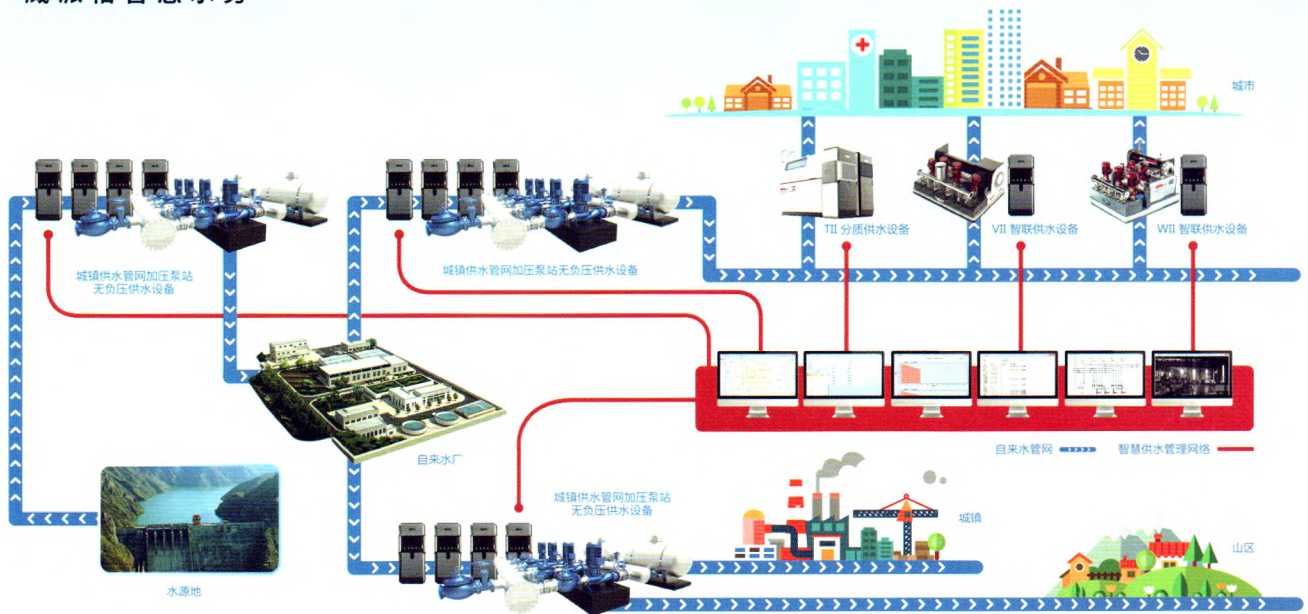 城市
TII 分质供水设备
VII 智联供水设备
WII 智联供水设备
城镇供水管网加压泵站
无负压供水设备
城镇供水管网加压泵站无负压供水设备
自来水厂
自来水管网
智慧供水管理网络
城镇供水管网加压泵站
无负压供水设备
城镇
山区
水源地